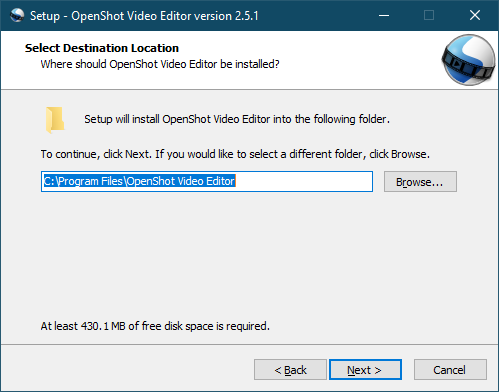 Setup - OpenShot Video Editor version 2.5.1
Select Destination Location
Where should OpenShot Video Editor be installed?
Setup will install OpenShot Video Editor into the following folder.
To continue, click Next. If you would like to select a different folder, click Browse.
C:\Program Files\OpenShot Video Editor
Browse...
At least 430.1 MB of free disk space is required.
< Back
Next >
Cancel